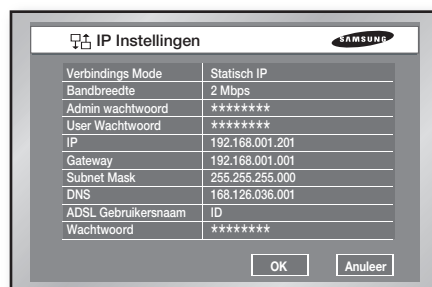 IP Instellingen
SAMSUNG
Verbindings Mode Statisch IP
Bandbreedte 2 Mbps
Admin wachtwoord ********
User Wachtwoord ********
IP 192.168.001.201
Gateway 192.168.001.001
Subnet Mask 255.255.255.000
DNS 168.126.036.001
ADSL Gebruikersnaam ID
Wachtwoord ********
OK Anuleer